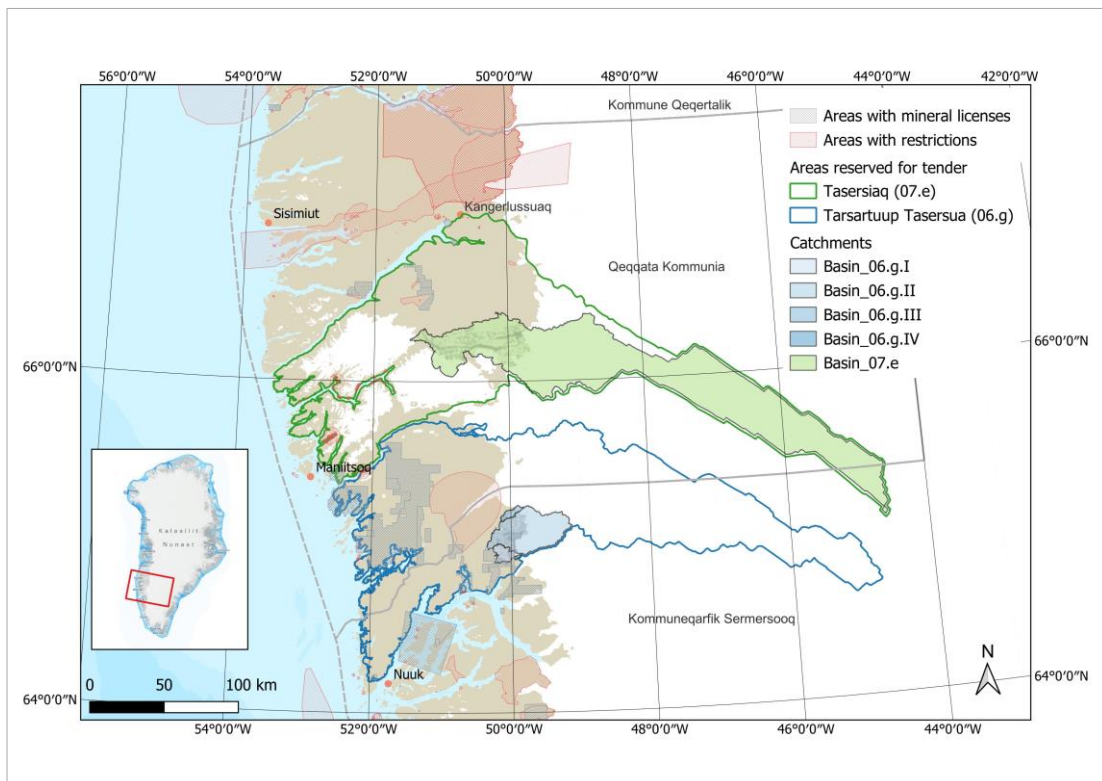 56°0'0"W 54°0'0"W 52°0'0"W 50°0'0"W 48°0'0"W 46°0'0"W 44°0'0"W 42°0'0"W
Kommune Qeqertalik
Areas with mineral licenses
Areas with restrictions
Areas reserved for tender
Tasersiaq (07.e)
Tarsartuup Tasersua (06.g)
Catchments
Basin_06.g.I
Basin_06.g.II
Basin_06.g.III
Basin_06.g.IV
Basin_07.e
Sisimiut
Kangerlussuaq
Qeqqata Kommunia
66°0'0"N
66°0'0"N
Maniitsoq
Kalaallit
Nunaat
Kommuneqarfik Sermersooq
Nuuk
N
0 50 100 km
64°0'0"N
64°0'0"N
54°0'0"W 52°0'0"W 50°0'0"W 48°0'0"W 46°0'0"W 44°0'0"W